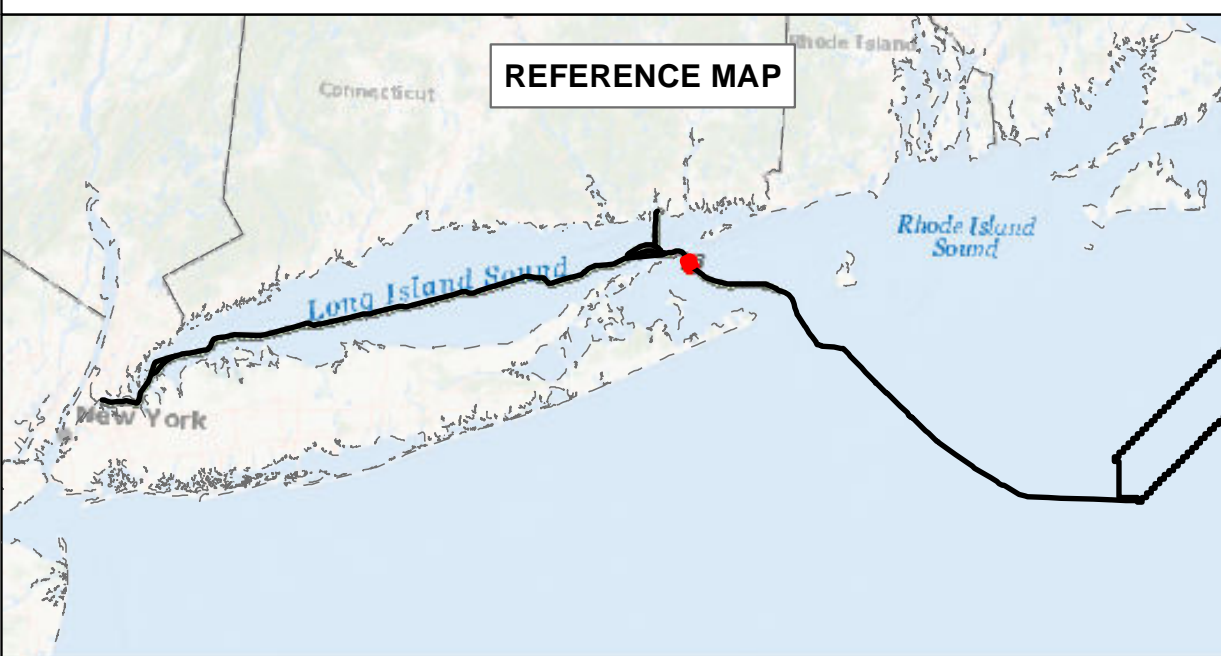 Rhode Island
REFERENCE MAP
Connecticut
Rhode Island
Sound
Long Island Sound
New York